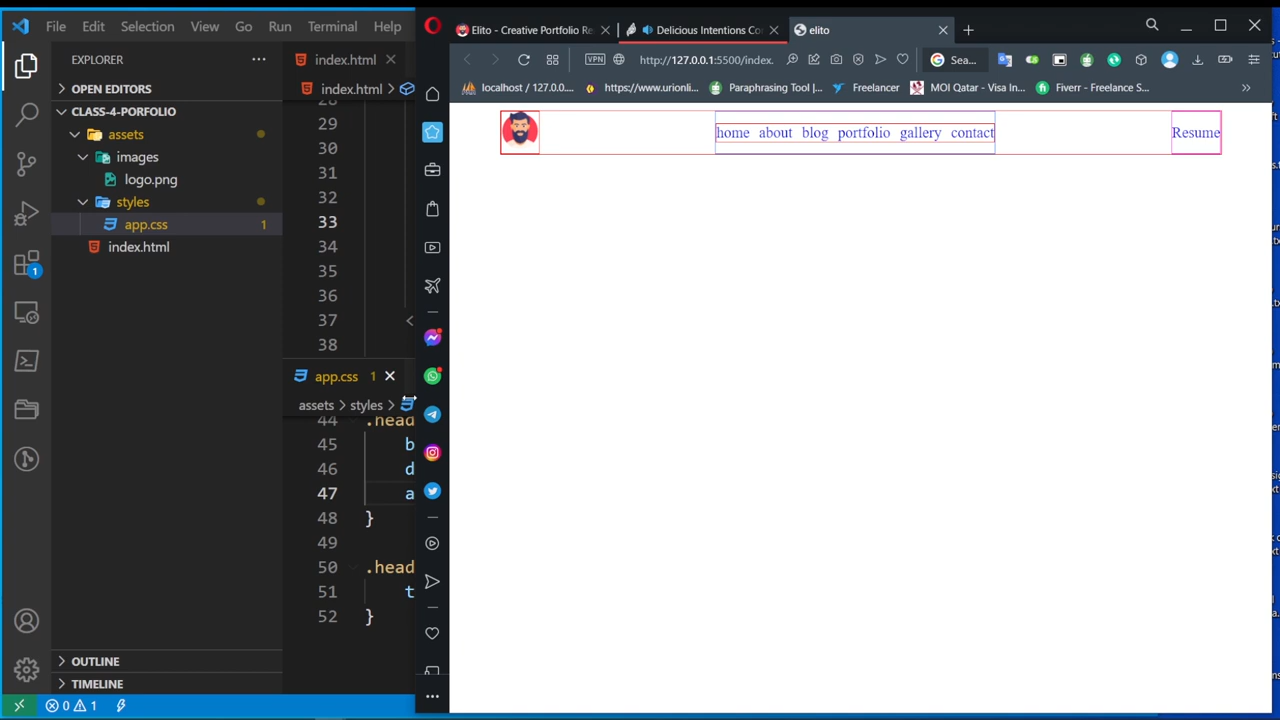 File Edit Selection View Go Run Terminal Help
EXPLORER
OPEN EDITORS
CLASS-4-PORFOLIO
assets
images
logo.png
styles
app.css 1
index.html
OUTLINE
TIMELINE
0 1
1
index.html
index.html
29
30
31
32
33
34
35
36
37 <
38
app.css 1
assets > styles >
44 .head
45 b
46 d
47 a
48 }
49
50 .head
51 t
52 }
Elito - Creative Portfolio Re
Delicious Intentions Co
elito
VPN
http://127.0.0.1:5500/index.
Sea...
localhost / 127.0.0....
https://www.urionli...
Paraphrasing Tool |...
Freelancer
MOI Qatar - Visa In...
Fiverr - Freelance S...
home about blog portfolio gallery contact
Resume